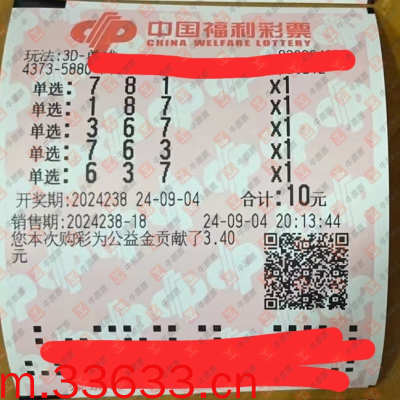 中国福利彩票
CHINA WELFARE LOTTERY
玩法:3D-
4373-5880
单选: 7 8 1 x1
单选: 1 8 7 x1
单选: 3 6 7 x1
单选: 7 6 3 x1
单选: 6 3 7 x1
开奖期:2024238 24-09-04 合计:10元
销售期:2024238-18 24-09-04 20:13:44
您本次购彩为公益金贡献了3.40
元
m.33633.cn